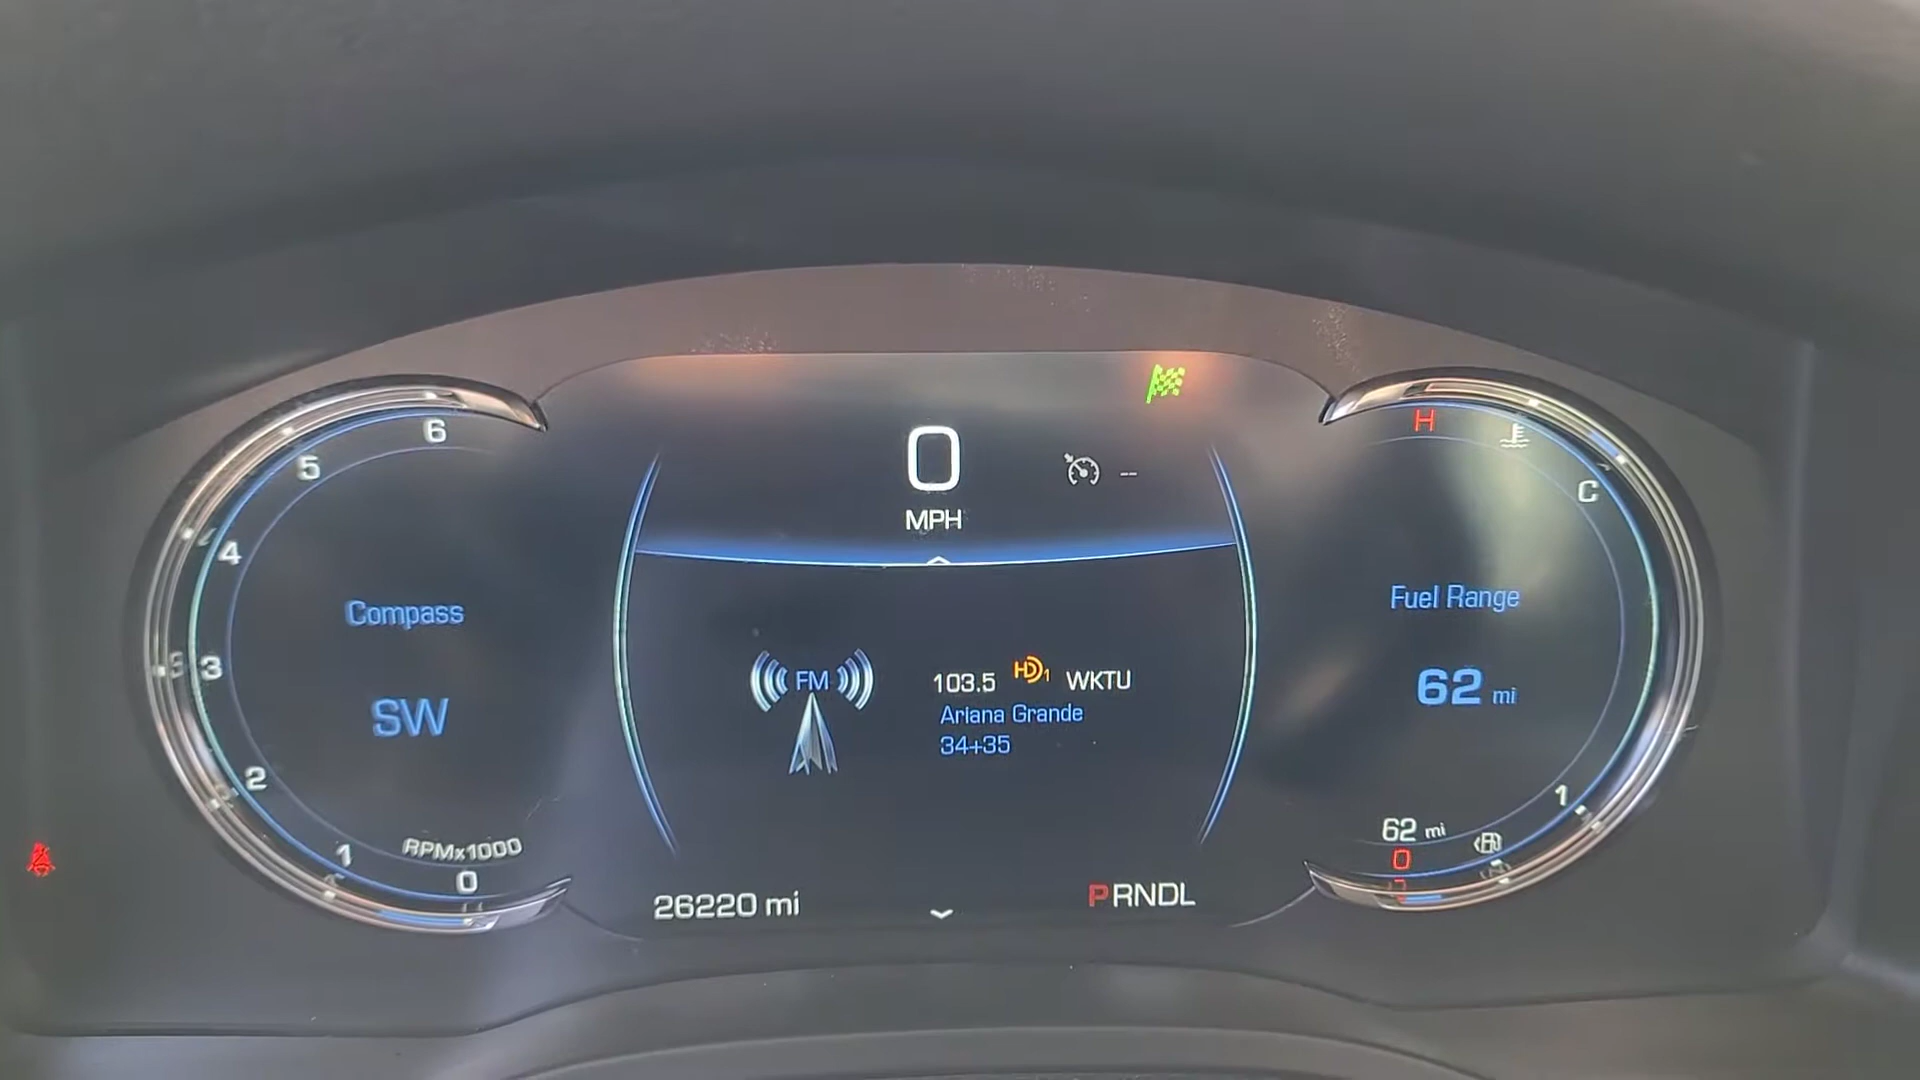 6
5
4
3
2
1
0
RPMx1000
Compass
SW
0
MPH
--
FM
103.5 HD1 WKTU
Ariana Grande
34+35
26220 mi
PRNDL
H
C
Fuel Range
62 mi
1
62 mi
0